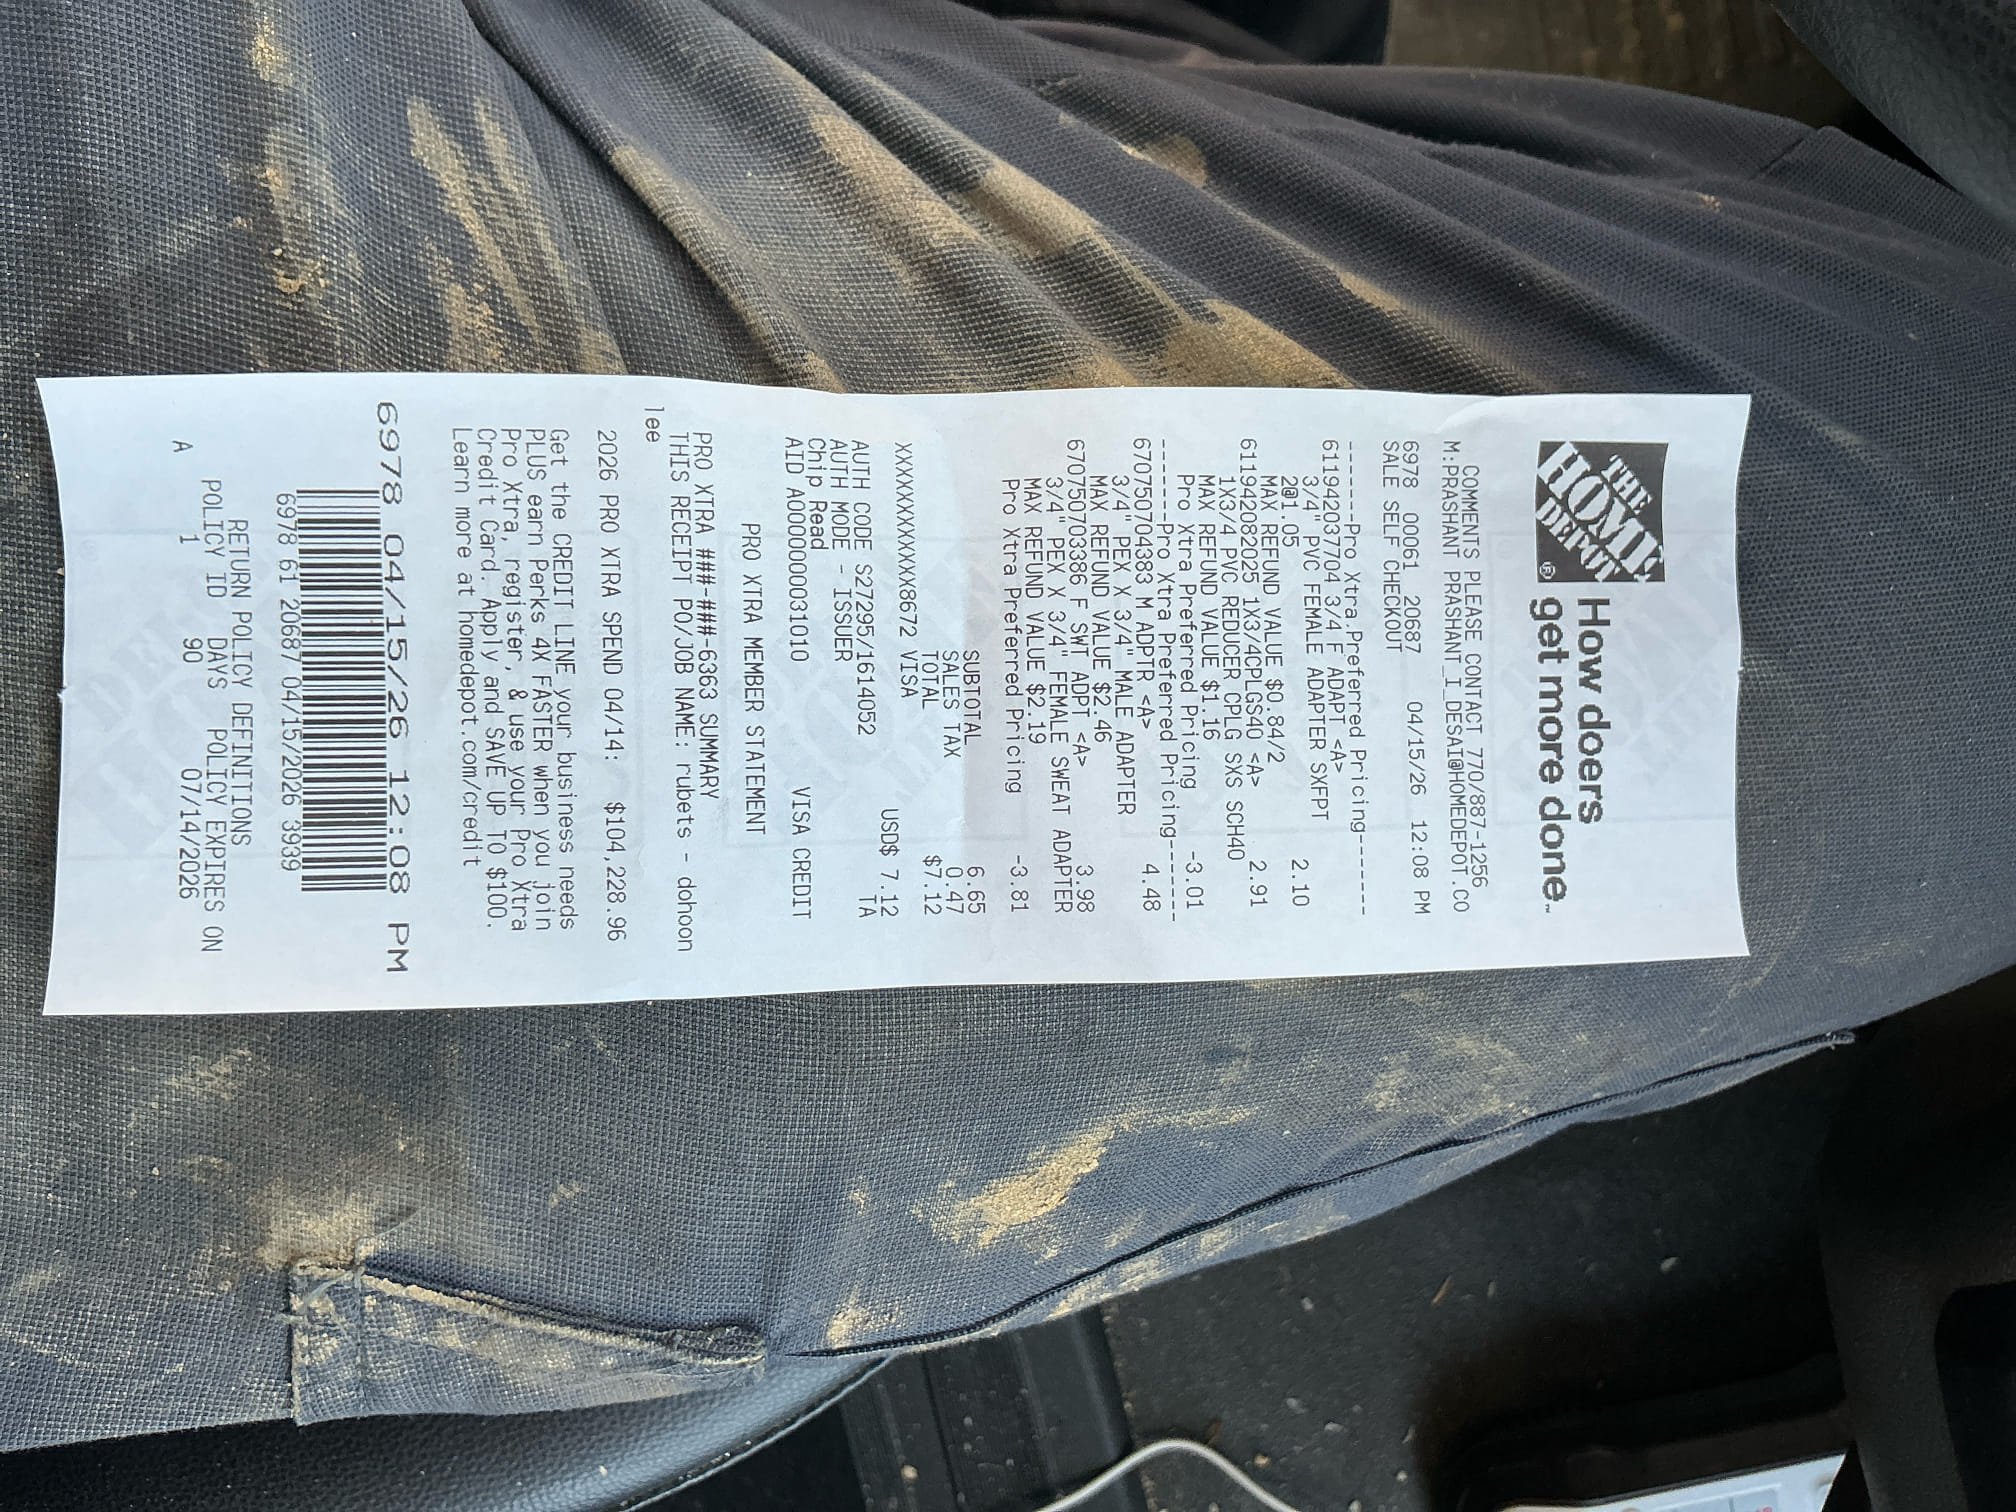 THE
HOME
DEPOT
How doers
get more done.™
COMMENTS PLEASE CONTACT 770/887-1256
M:PRASHANT PRASHANT_I_DESAI@HOMEDEPOT.CO
6978 00061 20687 04/15/26 12:08 PM
SALE SELF CHECKOUT
------Pro Xtra Preferred Pricing------
611942037704 3/4 F ADAPT <A>
3/4" PVC FEMALE ADAPTER SXFPT
2@1.05 2.10
MAX REFUND VALUE $0.84/2
611942082025 1X3/4CPLGS40 <A> 2.91
1X3/4 PVC REDUCER CPLG SXS SCH40
MAX REFUND VALUE $1.16
Pro Xtra Preferred Pricing -3.01
------Pro Xtra Preferred Pricing------
670750704383 M ADPTR <A> 4.48
3/4" PEX X 3/4" MALE ADAPTER
MAX REFUND VALUE $2.46
670750703386 F SWT ADPT <A> 3.98
3/4" PEX X 3/4" FEMALE SWEAT ADAPTER
MAX REFUND VALUE $2.19
Pro Xtra Preferred Pricing -3.81
SUBTOTAL 6.65
SALES TAX 0.47
TOTAL $7.12
XXXXXXXXXXXX8672 VISA
USD$ 7.12
AUTH CODE S27295/1614052 TA
AUTH MODE - ISSUER
Chip Read
AID A0000000031010 VISA CREDIT
PRO XTRA MEMBER STATEMENT
PRO XTRA ###-###-6363 SUMMARY
THIS RECEIPT PO/JOB NAME: rubets - dohoon
lee
2026 PRO XTRA SPEND 04/14: $104,228.96
Get the CREDIT LINE your business needs
PLUS earn Perks 4X FASTER when you join
Pro Xtra, register, & use your Pro Xtra
Credit Card. Apply and SAVE UP TO $100.
Learn more at homedepot.com/credit
6978 04/15/26 12:08 PM
6978 61 20687 04/15/2026 3939
RETURN POLICY DEFINITIONS
POLICY ID DAYS POLICY EXPIRES ON
A 1 90 07/14/2026